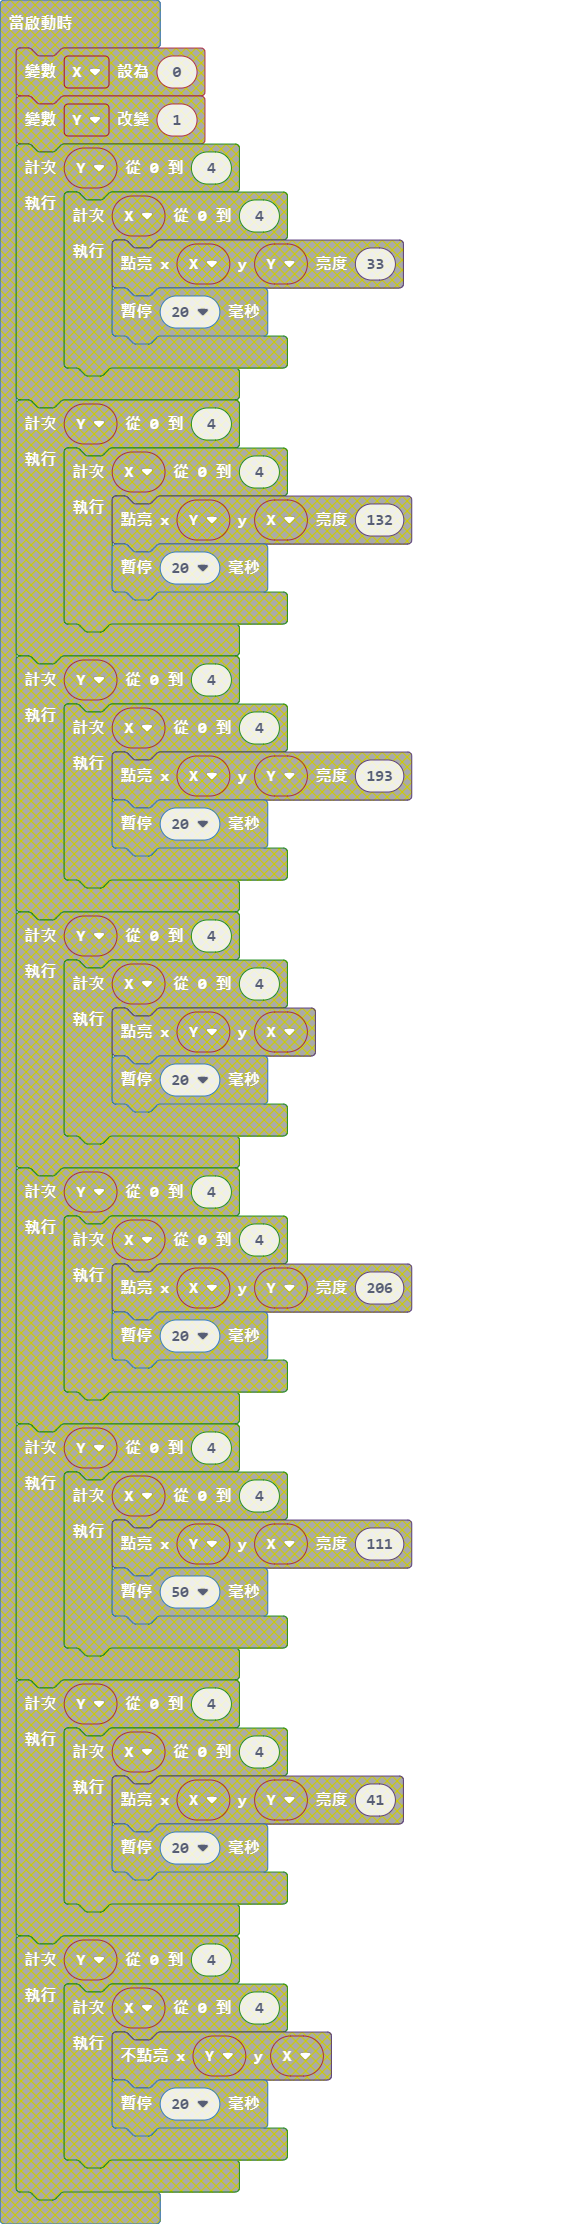 當啟動時
變數 X 設為 0
變數 Y 改變 1
計次 Y 從 0 到 4
執行
計次 X 從 0 到 4
執行
點亮 x X y Y 亮度 33
暫停 20 毫秒
計次 Y 從 0 到 4
執行
計次 X 從 0 到 4
執行
點亮 x Y y X 亮度 132
暫停 20 毫秒
計次 Y 從 0 到 4
執行
計次 X 從 0 到 4
執行
點亮 x X y Y 亮度 193
暫停 20 毫秒
計次 Y 從 0 到 4
執行
計次 X 從 0 到 4
執行
點亮 x Y y X
暫停 20 毫秒
計次 Y 從 0 到 4
執行
計次 X 從 0 到 4
執行
點亮 x X y Y 亮度 206
暫停 20 毫秒
計次 Y 從 0 到 4
執行
計次 X 從 0 到 4
執行
點亮 x Y y X 亮度 111
暫停 50 毫秒
計次 Y 從 0 到 4
執行
計次 X 從 0 到 4
執行
點亮 x X y Y 亮度 41
暫停 20 毫秒
計次 Y 從 0 到 4
執行
計次 X 從 0 到 4
執行
不點亮 x Y y X
暫停 20 毫秒